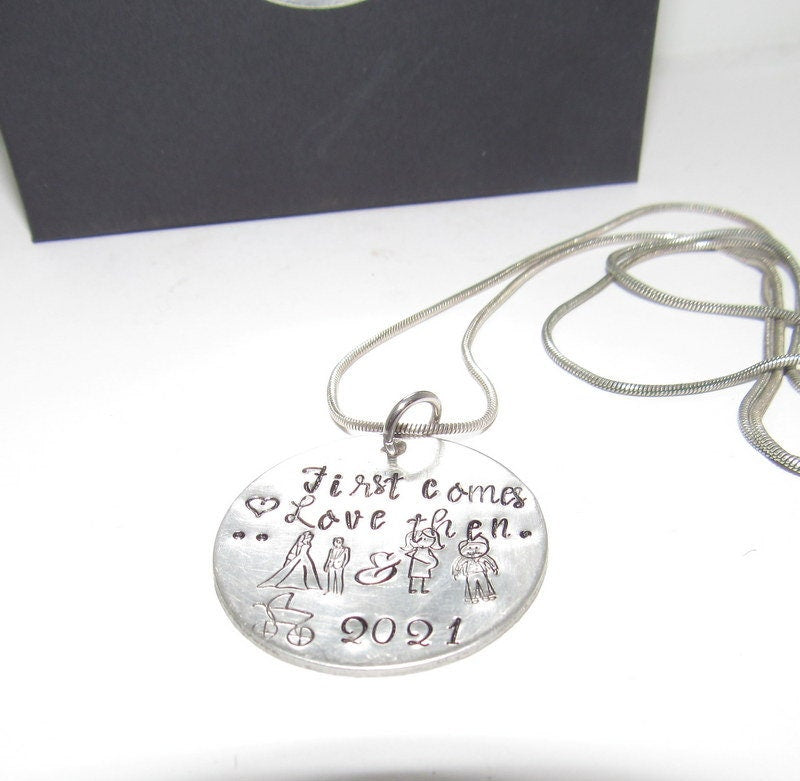 First comes
Love then.
..
&
2021